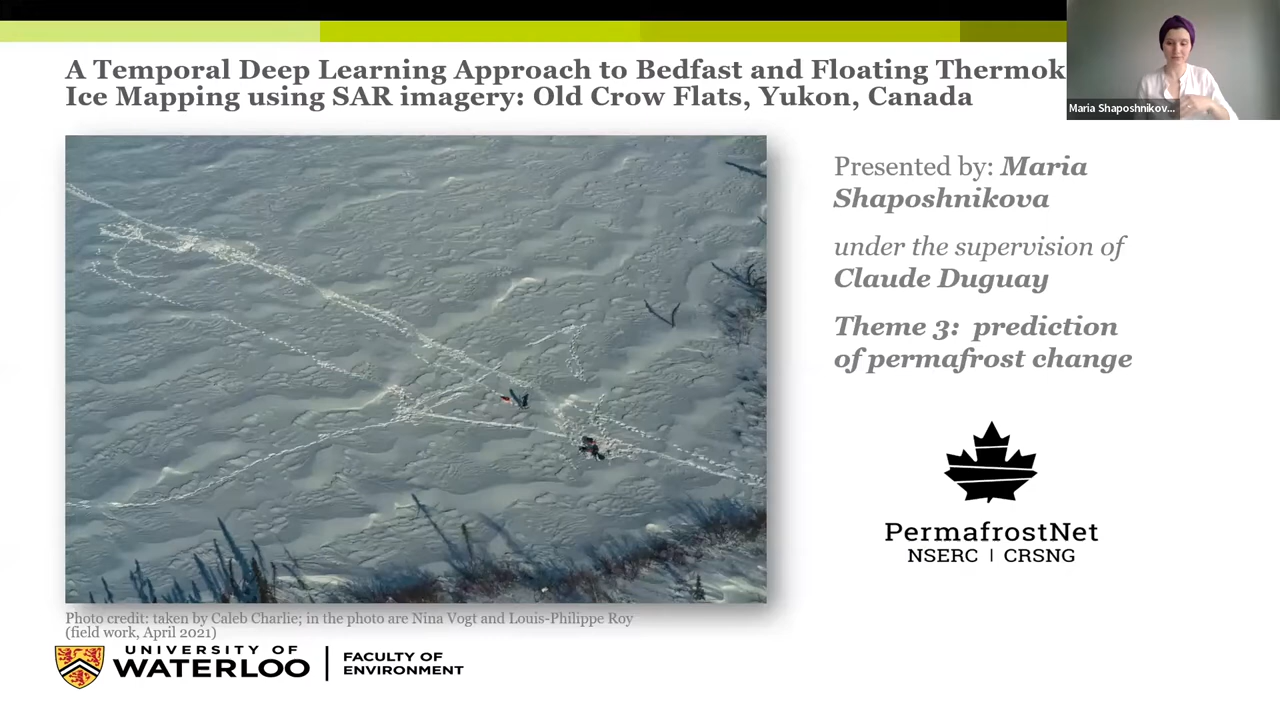 A Temporal Deep Learning Approach to Bedfast and Floating
Ice Mapping using SAR imagery: Old Crow Flats, Yukon, Canada
Maria Shaposhnikov...
Presented by: Maria
Shaposhnikova
under the supervision of
Claude Duguay
Theme 3: prediction
of permafrost change
PermafrostNet
NSERC | CRSNG
Photo credit: taken by Caleb Charlie; in the photo are Nina Vogt and Louis-Philippe Roy
(field work, April 2021)
UNIVERSITY OF
WATERLOO
FACULTY OF
ENVIRONMENT